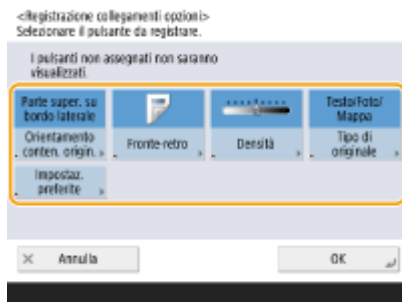 <Registrazione collegamenti opzioni>
Selezionare il pulsante da registrare.
I pulsanti non assegnati non saranno
visualizzati.
Parte super. su
bordo laterale
Testo/Foto/
Mappa
Orientamento
conten. origin.
Fronte-retro
Densità
Tipo di
originale
Impostaz.
preferite
Annulla
OK